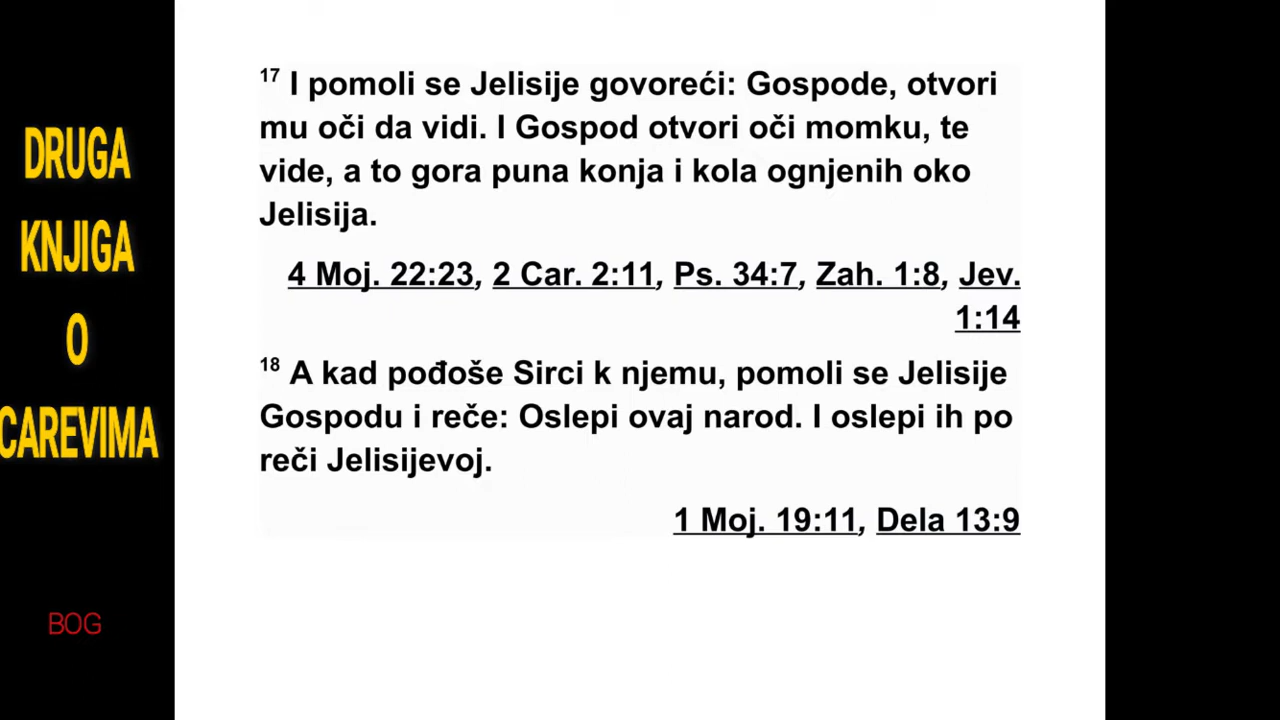 DRUGA
KNJIGA
O
CAREVIMA
BOG
17 I pomoli se Jelisije govoreći: Gospode, otvori
mu oči da vidi. I Gospod otvori oči momku, te
vide, a to gora puna konja i kola ognjenih oko
Jelisija.
4 Moj. 22:23, 2 Car. 2:11, Ps. 34:7, Zah. 1:8, Jev.
1:14
18 A kad pođoše Sirci k njemu, pomoli se Jelisije
Gospodu i reče: Oslepi ovaj narod. I oslepi ih po
reči Jelisijevoj.
1 Moj. 19:11, Dela 13:9